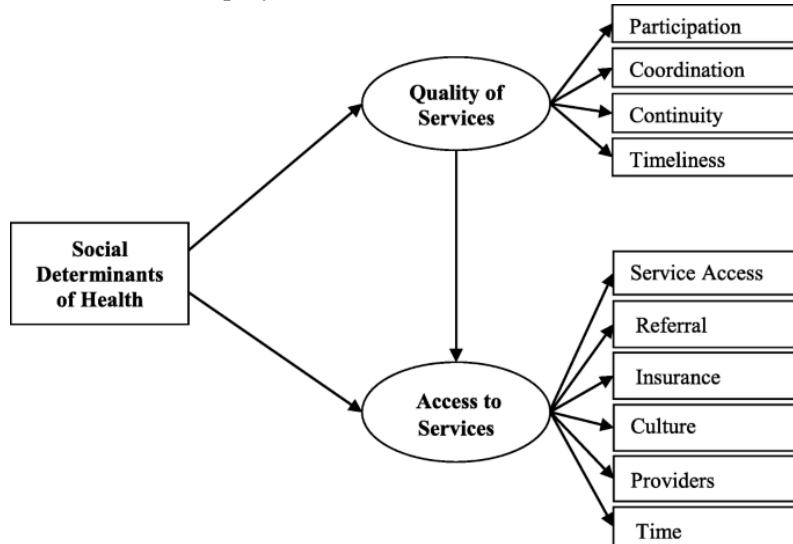 Participation
Coordination
Continuity
Timeliness
Quality of
Services
Social
Determinants
of Health
Service Access
Referral
Insurance
Culture
Providers
Time
Access to
Services